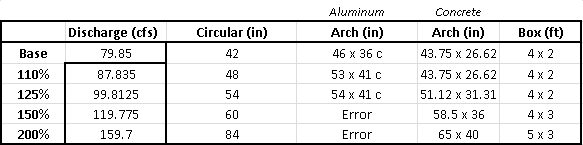 Aluminum Concrete
Discharge (cfs) Circular (in) Arch (in) Arch (in) Box (ft)
Base 79.85 42 46 x 36 c 43.75 x 26.62 4 x 2
110% 87.835 48 53 x 41 c 43.75 x 26.62 4 x 2
125% 99.8125 54 54 x 41 c 51.12 x 31.31 4 x 2
150% 119.775 60 Error 58.5 x 36 4 x 3
200% 159.7 84 Error 65 x 40 5 x 3